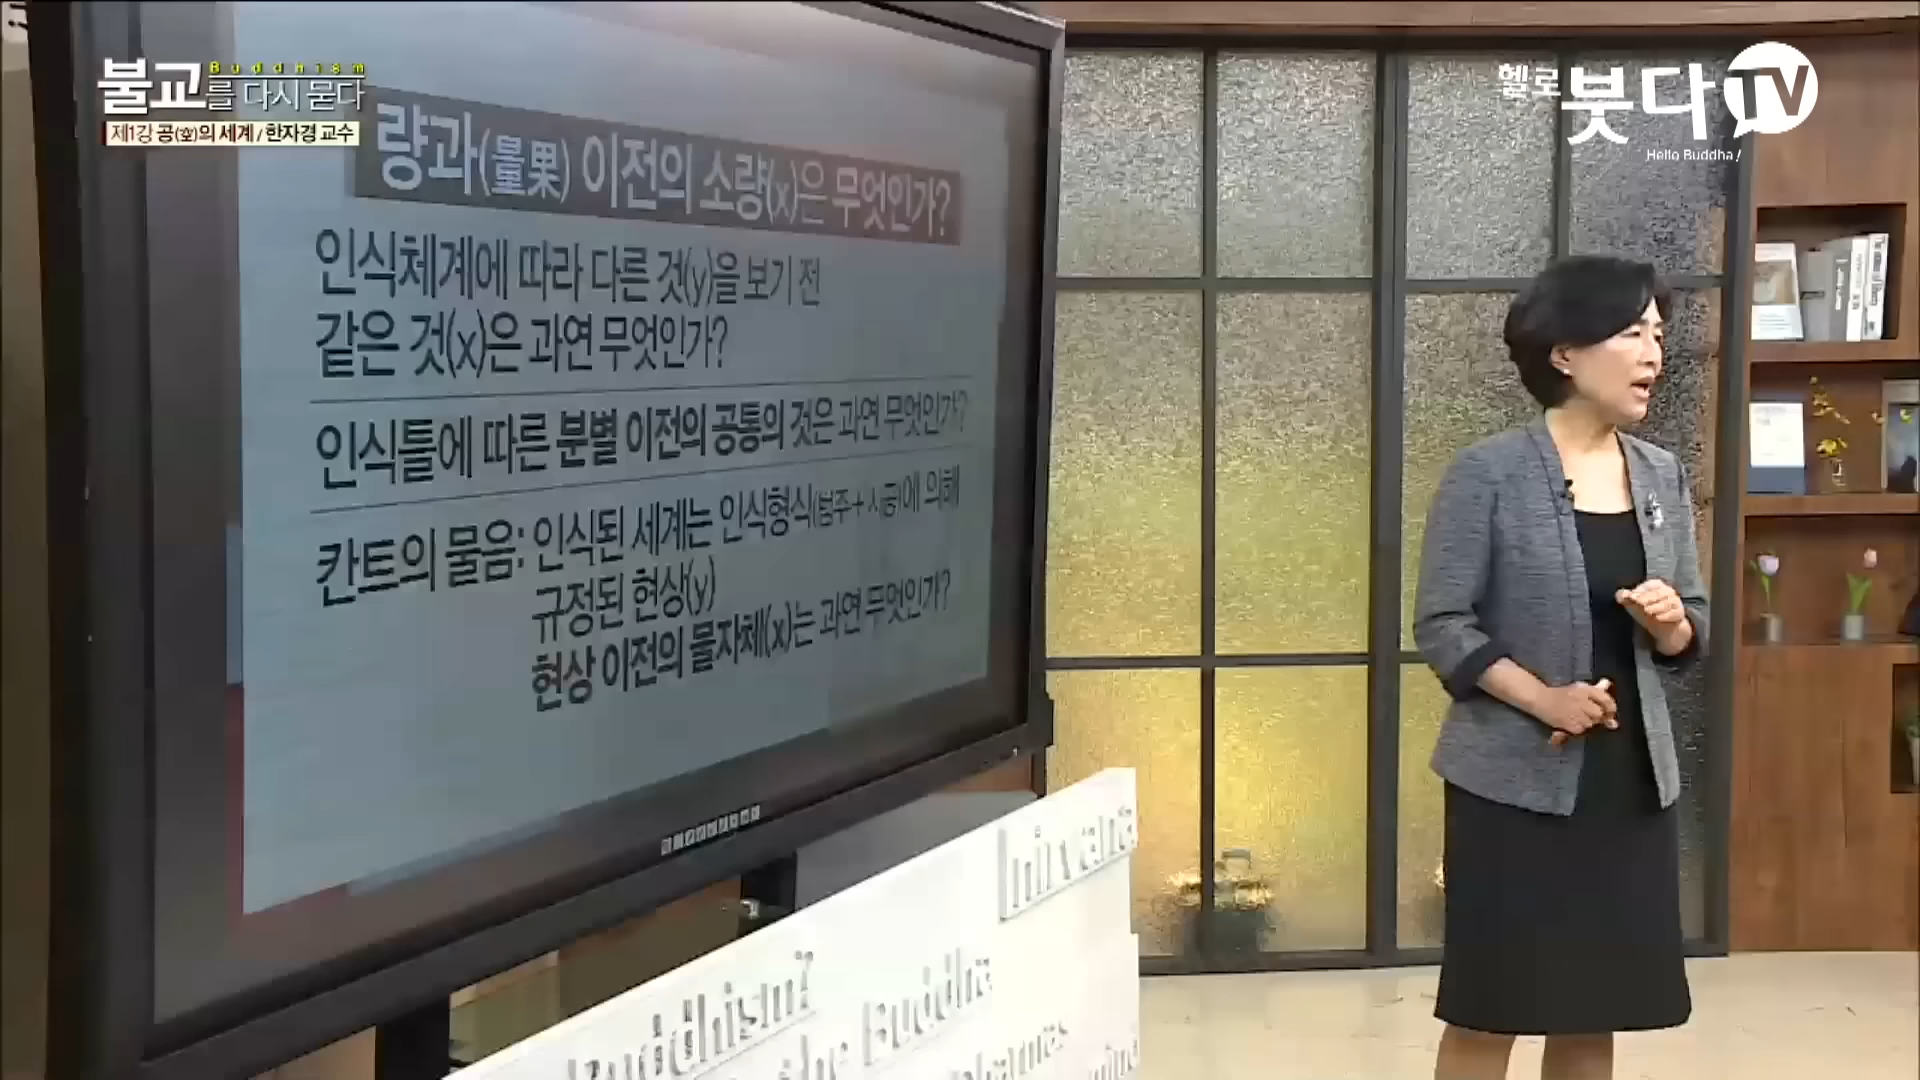 Buddhism
불교를 다시 묻다
제1강 공(空)의 세계 / 한자경 교수
헬로 붓다 TV
Hello Buddha!
량과(量果) 이전의 소량(x)은 무엇인가?
인식체계에 따라 다른 것(y)을 보기 전
같은 것(x)은 과연 무엇인가?
인식틀에 따른 분별 이전의 공통의 것은 과연 무엇인가?
칸트의 물음: 인식된 세계는 인식형식(범주+시공)에 의해
규정된 현상(y)
현상 이전의 물자체(x)는 과연 무엇인가?
Buddhism?
the Buddha